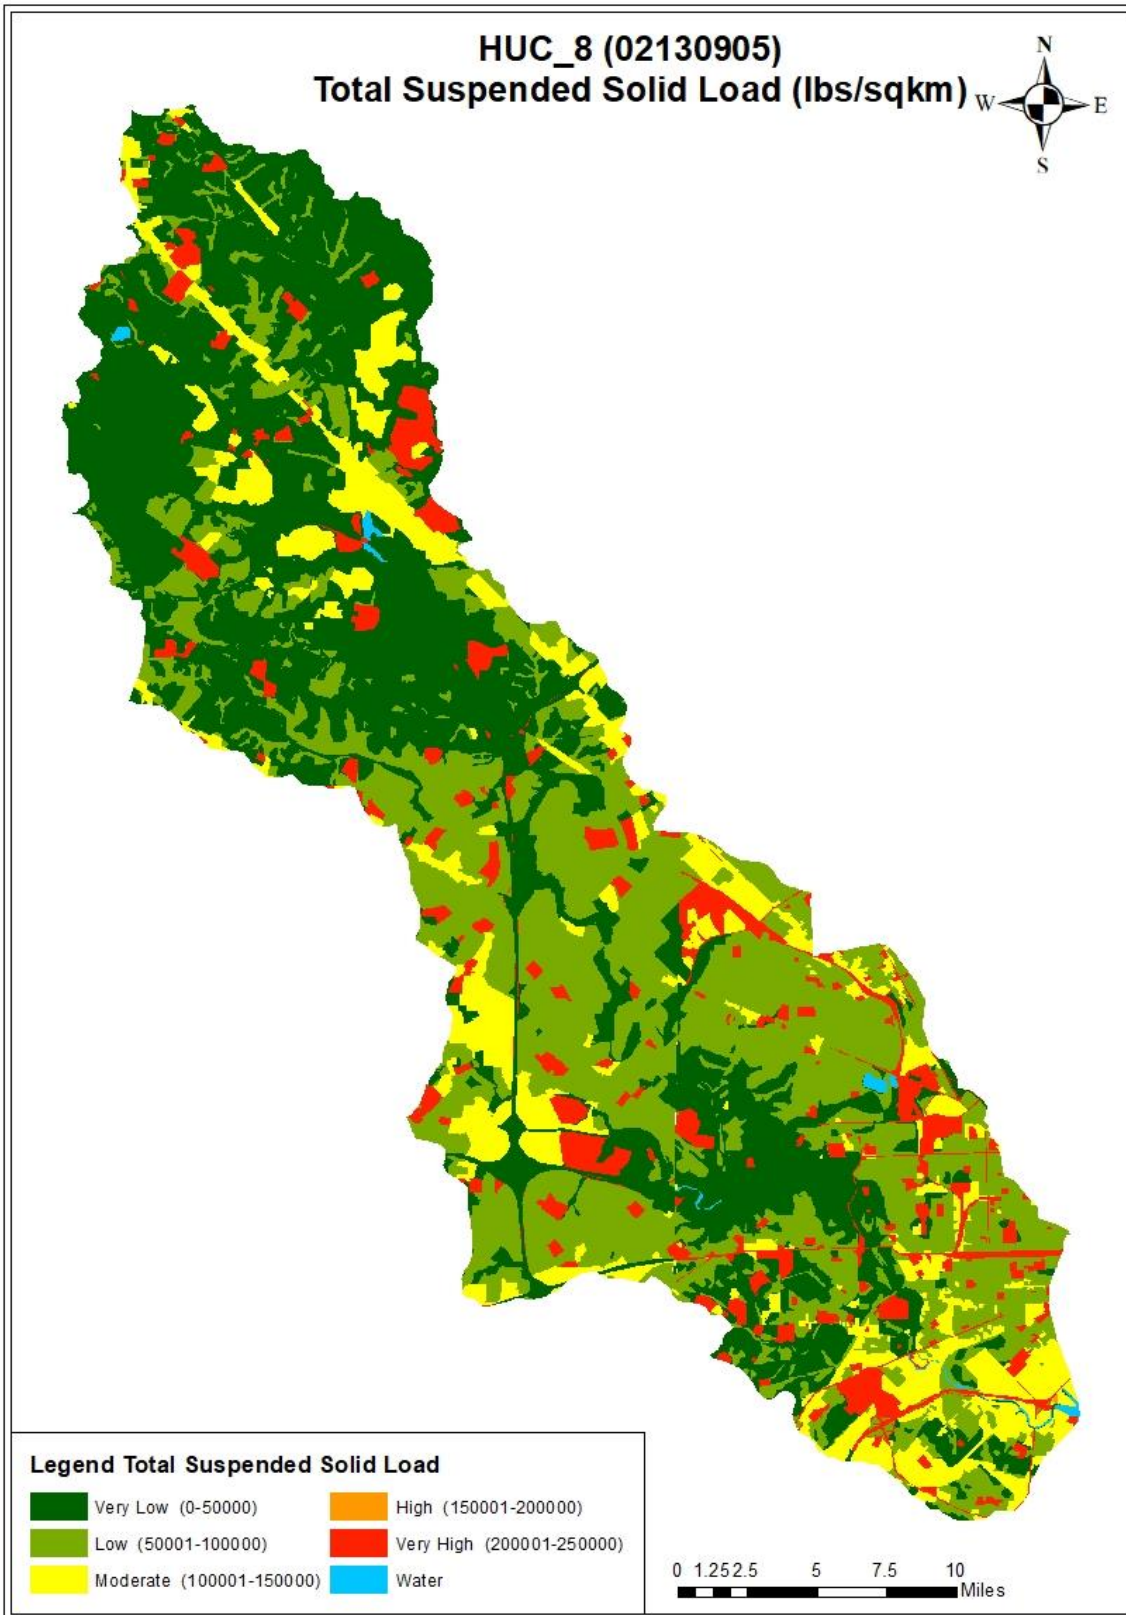 HUC_8 (02130905)
Total Suspended Solid Load (lbs/sqkm)
N
W
E
S
Legend Total Suspended Solid Load
Very Low (0-50000)
Low (50001-100000)
Moderate (100001-150000)
High (150001-200000)
Very High (200001-250000)
Water
0 1.25 2.5 5 7.5 10
Miles